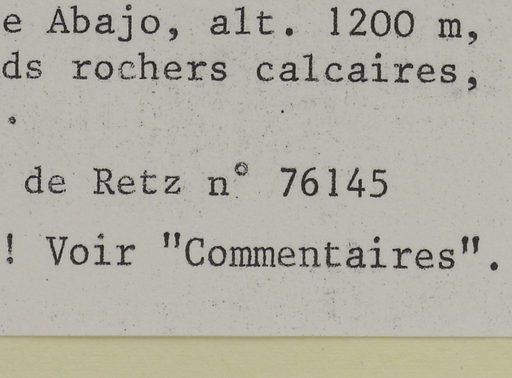 e Abajo, alt. 1200 m,
ds rochers calcaires,
.
de Retz n° 76145
! Voir "Commentaires".